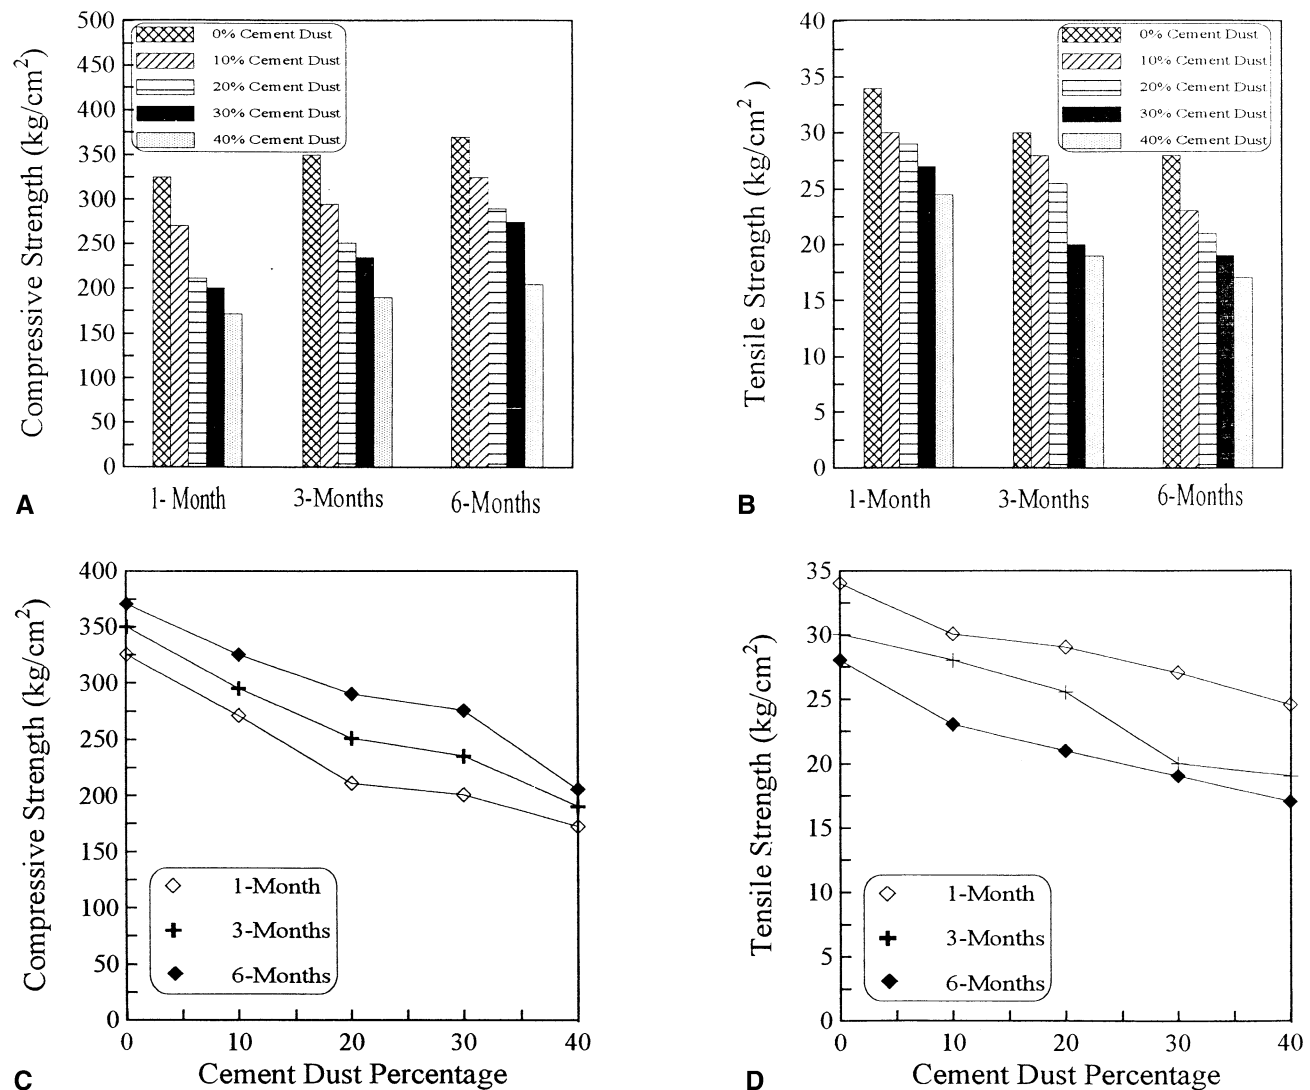 Compressive Strength (kg/cm²)
500
450
400
350
300
250
200
150
100
50
0
0% Cement Dust
10% Cement Dust
20% Cement Dust
30% Cement Dust
40% Cement Dust
1- Month 3-Months 6-Months
A
Tensile Strength (kg/cm²)
40
35
30
25
20
15
10
5
0
0% Cement Dust
10% Cement Dust
20% Cement Dust
30% Cement Dust
40% Cement Dust
1-Month 3-Months 6-Months
B
Compressive Strength (kg/cm²)
400
350
300
250
200
150
100
50
0
1-Month
3-Months
6-Months
0 10 20 30 40
Cement Dust Percentage
C
Tensile Strength (kg/cm²)
35
30
25
20
15
10
5
0
1-Month
3-Months
6-Months
0 10 20 30 40
Cement Dust Percentage
D